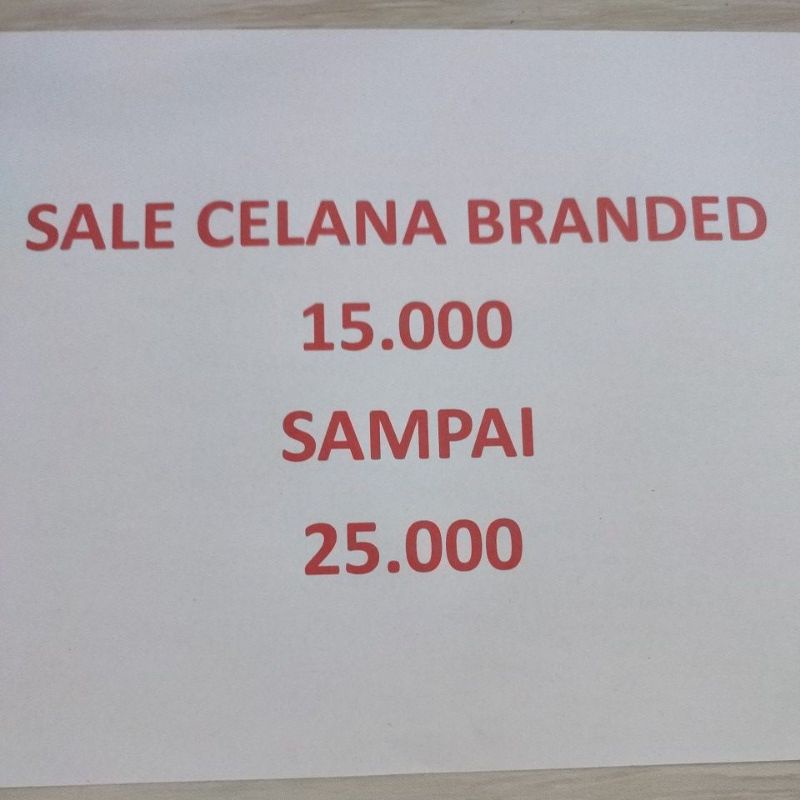 SALE CELANA BRANDED
15.000
SAMPAI
25.000